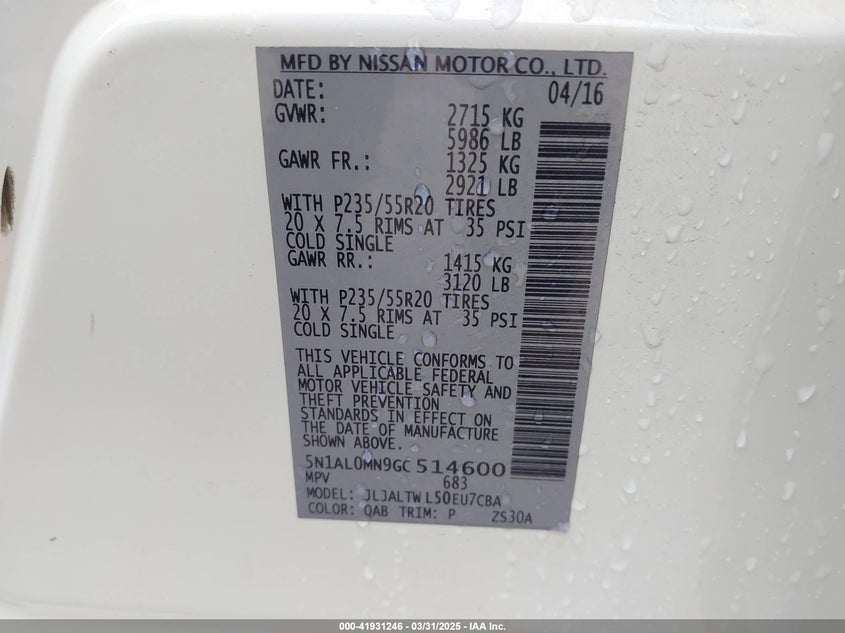 MFD BY NISSAN MOTOR CO., LTD.
DATE: 04/16
GVWR: 2715 KG
5986 LB
GAWR FR.: 1325 KG
2921 LB
WITH P235/55R20 TIRES
20 X 7.5 RIMS AT 35 PSI
COLD SINGLE
GAWR RR.: 1415 KG
3120 LB
WITH P235/55R20 TIRES
20 X 7.5 RIMS AT 35 PSI
COLD SINGLE
THIS VEHICLE CONFORMS TO
ALL APPLICABLE FEDERAL
MOTOR VEHICLE SAFETY AND
THEFT PREVENTION
STANDARDS IN EFFECT ON
THE DATE OF MANUFACTURE
SHOWN ABOVE.
5N1AL0MN9GC514600
MPV 683
MODEL: JLJALTWL50EU7CBA
COLOR: QAB TRIM: P ZS30A
000-41931246 - 03/31/2025 - IAA Inc.